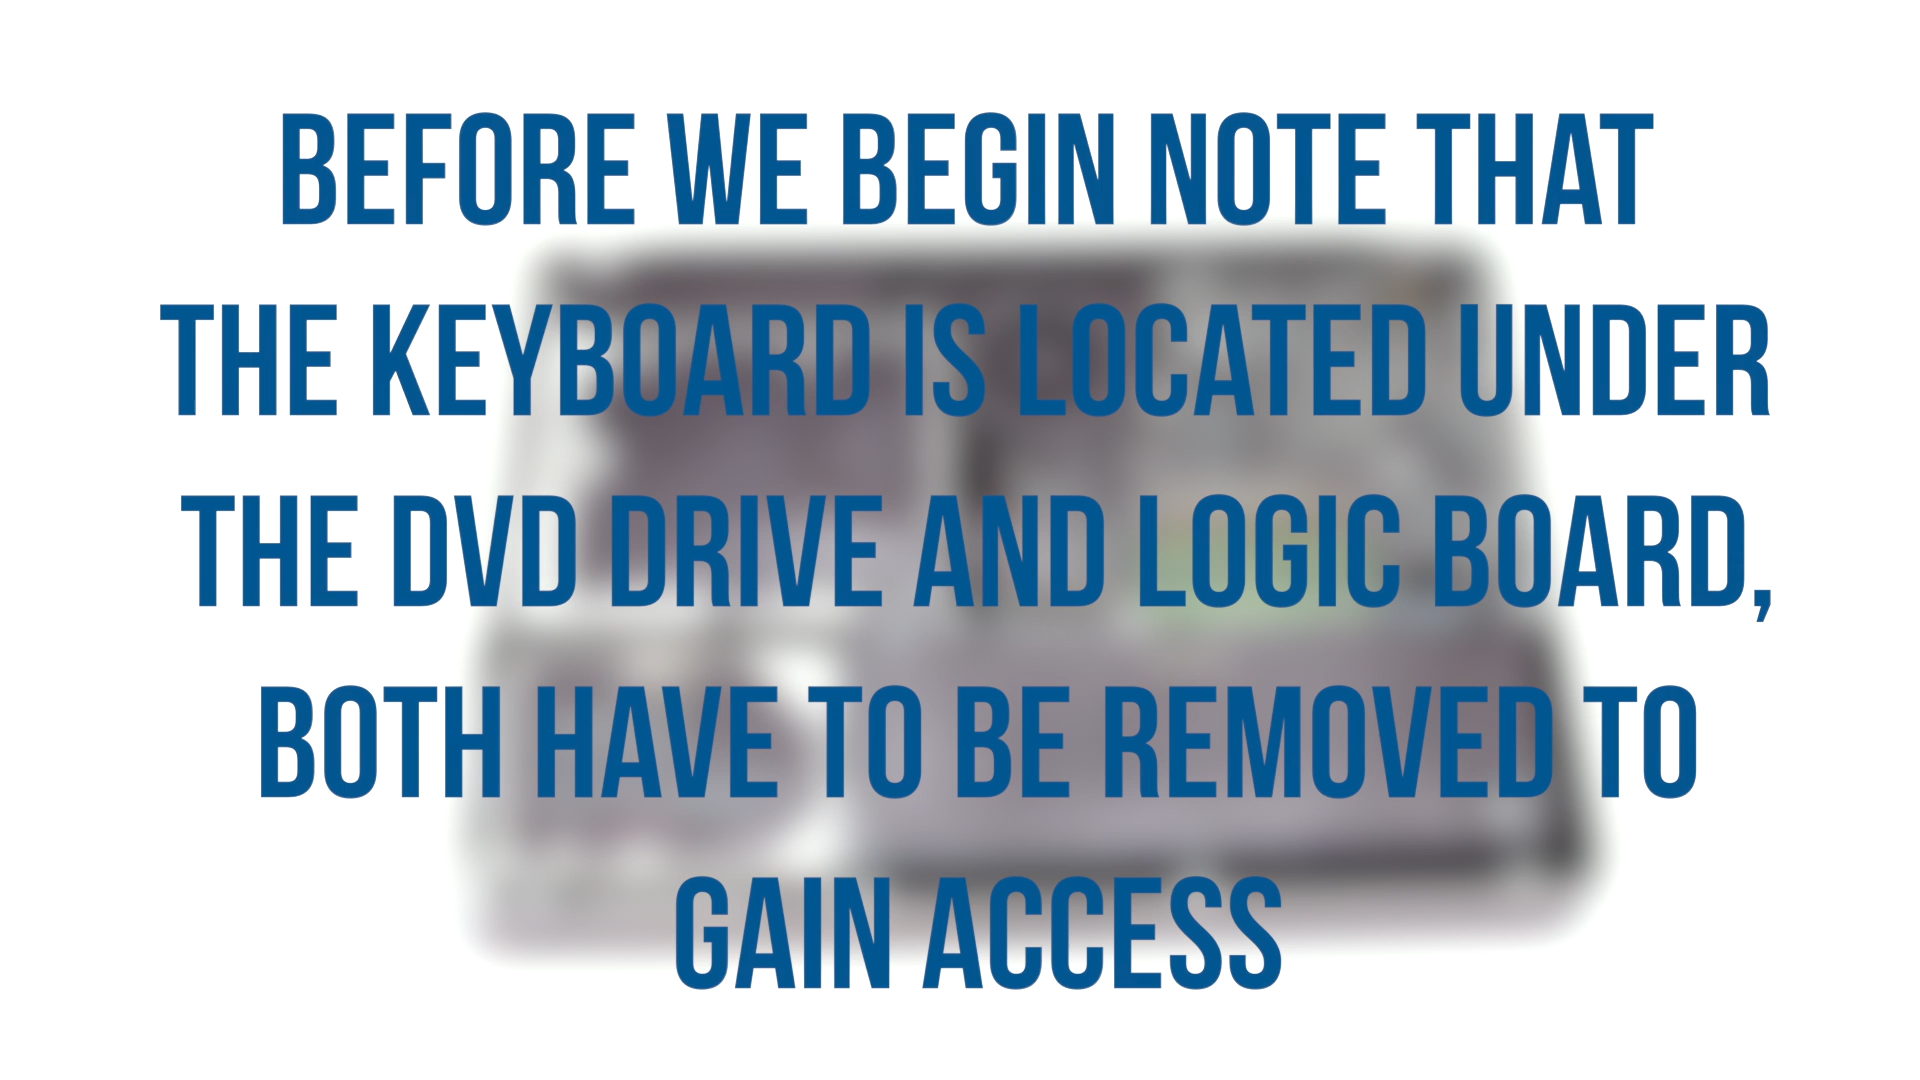 BEFORE WE BEGIN NOTE THAT
THE KEYBOARD IS LOCATED UNDER
THE DVD DRIVE AND LOGIC BOARD,
BOTH HAVE TO BE REMOVED TO
GAIN ACCESS